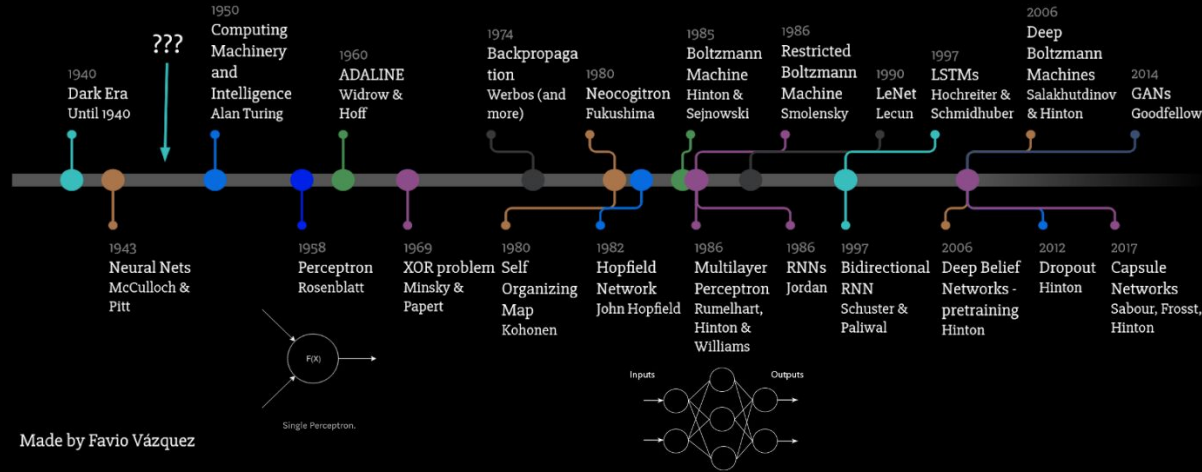 1940
Dark Era
Until 1940
???
1950
Computing
Machinery
and
Intelligence
Alan Turing
1960
ADALINE
Widrow &
Hoff
1974
Backpropaga
tion
Werbos (and
more)
1980
Neocogitron
Fukushima
1985
Boltzmann
Machine
Hinton &
Sejnowski
1986
Restricted
Boltzmann
Machine
Smolensky
1990
LeNet
Lecun
1997
LSTMs
Hochreiter &
Schmidhuber
2006
Deep
Boltzmann
Machines
Salakhutdinov
& Hinton
2014
GANs
Goodfellow
1943
Neural Nets
McCulloch &
Pitt
1958
Perceptron
Rosenblatt
1969
XOR problem
Minsky &
Papert
1980
Self
Organizing
Map
Kohonen
1982
Hopfield
Network
John Hopfield
1986
Multilayer
Perceptron
Rumelhart,
Hinton &
Williams
1986
RNNs
Jordan
1997
Bidirectional
RNN
Schuster &
Paliwal
2006
Deep Belief
Networks -
pretraining
Hinton
2012
Dropout
Hinton
2017
Capsule
Networks
Sabour, Frosst,
Hinton
F(X)
Single Perceptron.
Inputs
Outputs
Made by Favio Vázquez